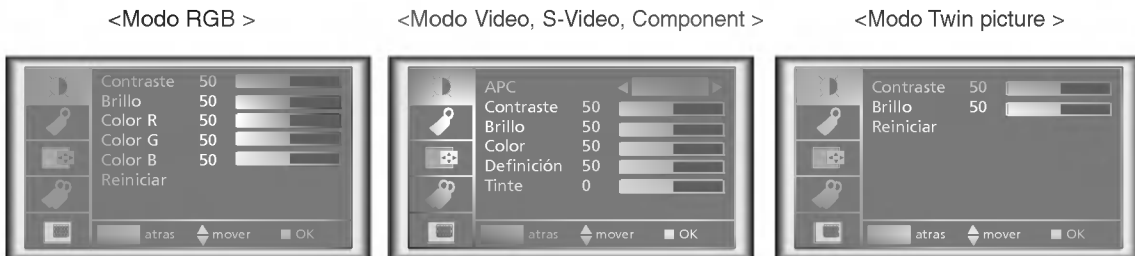 <Modo RGB >
Contraste 50
Brillo 50
Color R 50
Color G 50
Color B 50
Reiniciar
atras mover OK
<Modo Video, S-Video, Component >
APC
Contraste 50
Brillo 50
Color 50
Definición 50
Tinte 0
atras mover OK
<Modo Twin picture >
Contraste 50
Brillo 50
Reiniciar
atras mover OK